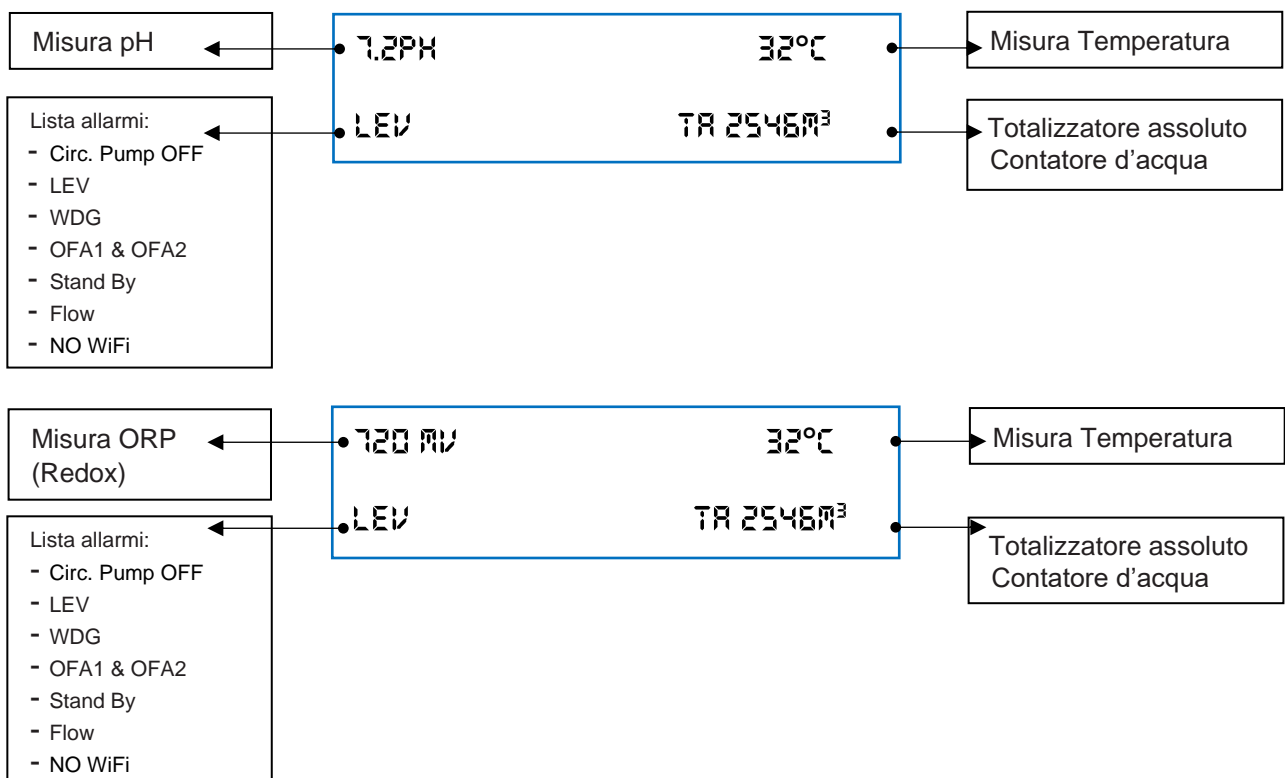 Misura pH
7.2PH
32°C
Misura Temperatura
Lista allarmi:
- Circ. Pump OFF
- LEV
- WDG
- OFA1 & OFA2
- Stand By
- Flow
- NO WiFi
LEV
TA 2546M³
Totalizzatore assoluto
Contatore d'acqua
Misura ORP
(Redox)
720 MV
32°C
Misura Temperatura
Lista allarmi:
- Circ. Pump OFF
- LEV
- WDG
- OFA1 & OFA2
- Stand By
- Flow
- NO WiFi
LEV
TA 2546M³
Totalizzatore assoluto
Contatore d'acqua